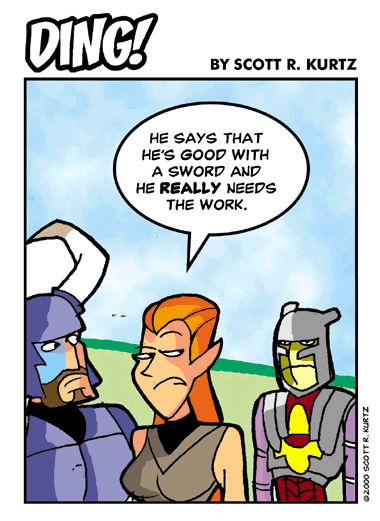 DING!
BY SCOTT R. KURTZ
HE SAYS THAT
HE'S GOOD WITH
A SWORD AND
HE REALLY NEEDS
THE WORK.
©2000 SCOTT R. KURTZ